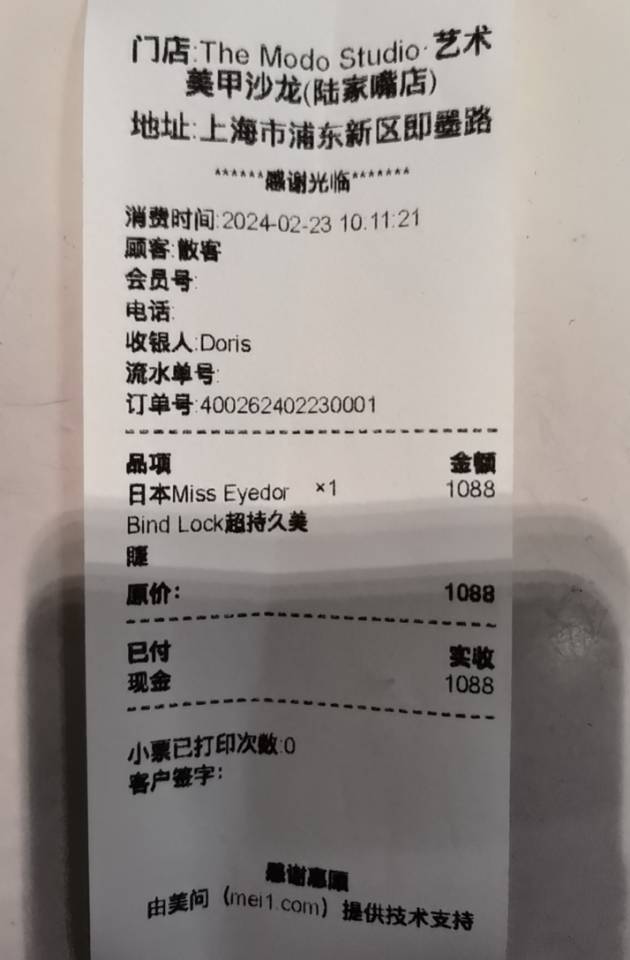 门店:The Modo Studio·艺术
美甲沙龙(陆家嘴店)
地址:上海市浦东新区即墨路
******感谢光临*******
消费时间:2024-02-23 10:11:21
顾客:散客
会员号:
电话:
收银人:Doris
流水单号:
订单号:400262402230001
品项 金额
日本Miss Eyedor ×1 1088
Bind Lock超持久美
睫
原价: 1088
已付 实收
现金 1088
小票已打印次数:0
客户签字:
感谢惠顾
由美问（mei1.com）提供技术支持